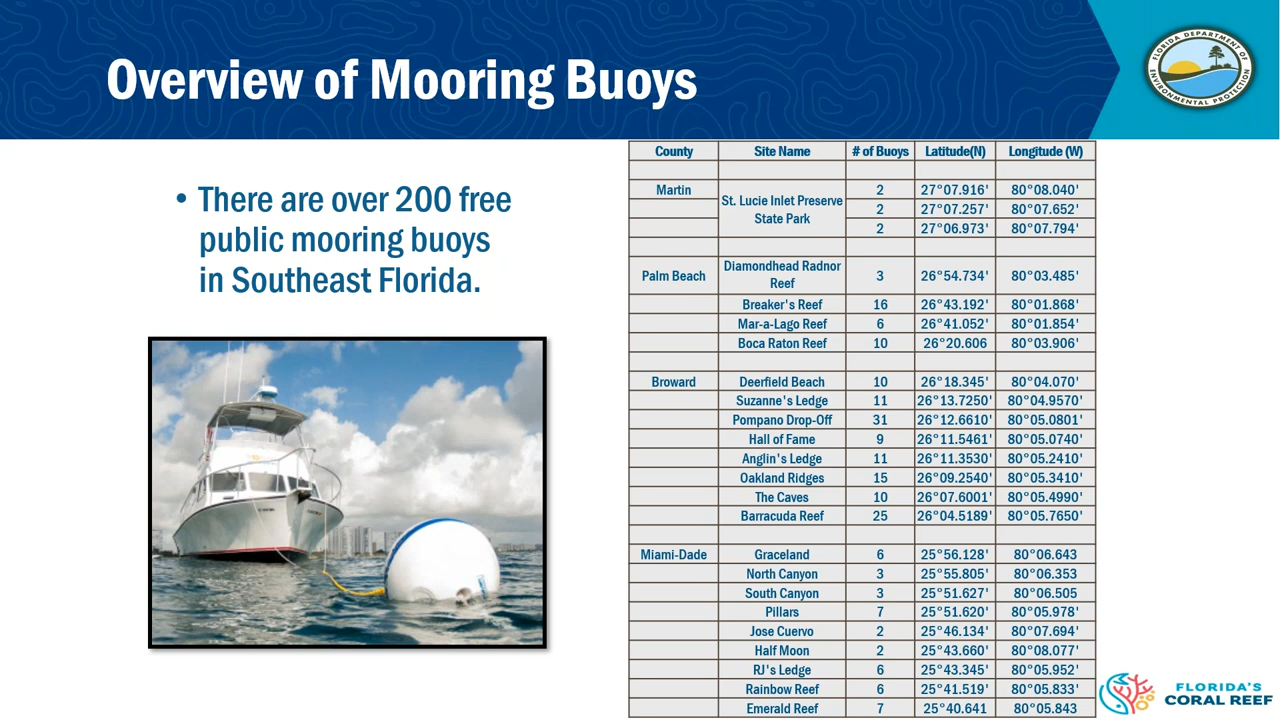 Overview of Mooring Buoys
FLORIDA DEPARTMENT OF
ENVIRONMENTAL PROTECTION
• There are over 200 free
public mooring buoys
in Southeast Florida.
County Site Name # of Buoys Latitude(N) Longitude (W)
Martin St. Lucie Inlet Preserve State Park 2 27°07.916' 80°08.040'
2 27°07.257' 80°07.652'
2 27°06.973' 80°07.794'
Palm Beach Diamondhead Radnor Reef 3 26°54.734' 80°03.485'
Breaker's Reef 16 26°43.192' 80°01.868'
Mar-a-Lago Reef 6 26°41.052' 80°01.854'
Boca Raton Reef 10 26°20.606 80°03.906'
Broward Deerfield Beach 10 26°18.345' 80°04.070'
Suzanne's Ledge 11 26°13.7250' 80°04.9570'
Pompano Drop-Off 31 26°12.6610' 80°05.0801'
Hall of Fame 9 26°11.5461' 80°05.0740'
Anglin's Ledge 11 26°11.3530' 80°05.2410'
Oakland Ridges 15 26°09.2540' 80°05.3410'
The Caves 10 26°07.6001' 80°05.4990'
Barracuda Reef 25 26°04.5189' 80°05.7650'
Miami-Dade Graceland 6 25°56.128' 80°06.643
North Canyon 3 25°55.805' 80°06.353
South Canyon 3 25°51.627' 80°06.505
Pillars 7 25°51.620' 80°05.978'
Jose Cuervo 2 25°46.134' 80°07.694'
Half Moon 2 25°43.660' 80°08.077'
RJ's Ledge 6 25°43.345' 80°05.952'
Rainbow Reef 6 25°41.519' 80°05.833'
Emerald Reef 7 25°40.641 80°05.843
FLORIDA'S
CORAL REEF